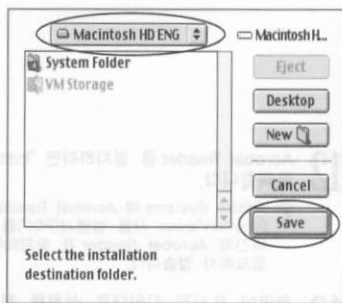 Macintosh HD ENG
Macintosh H...
System Folder
VM Storage
Eject
Desktop
New
Cancel
Save
Select the installation
destination folder.